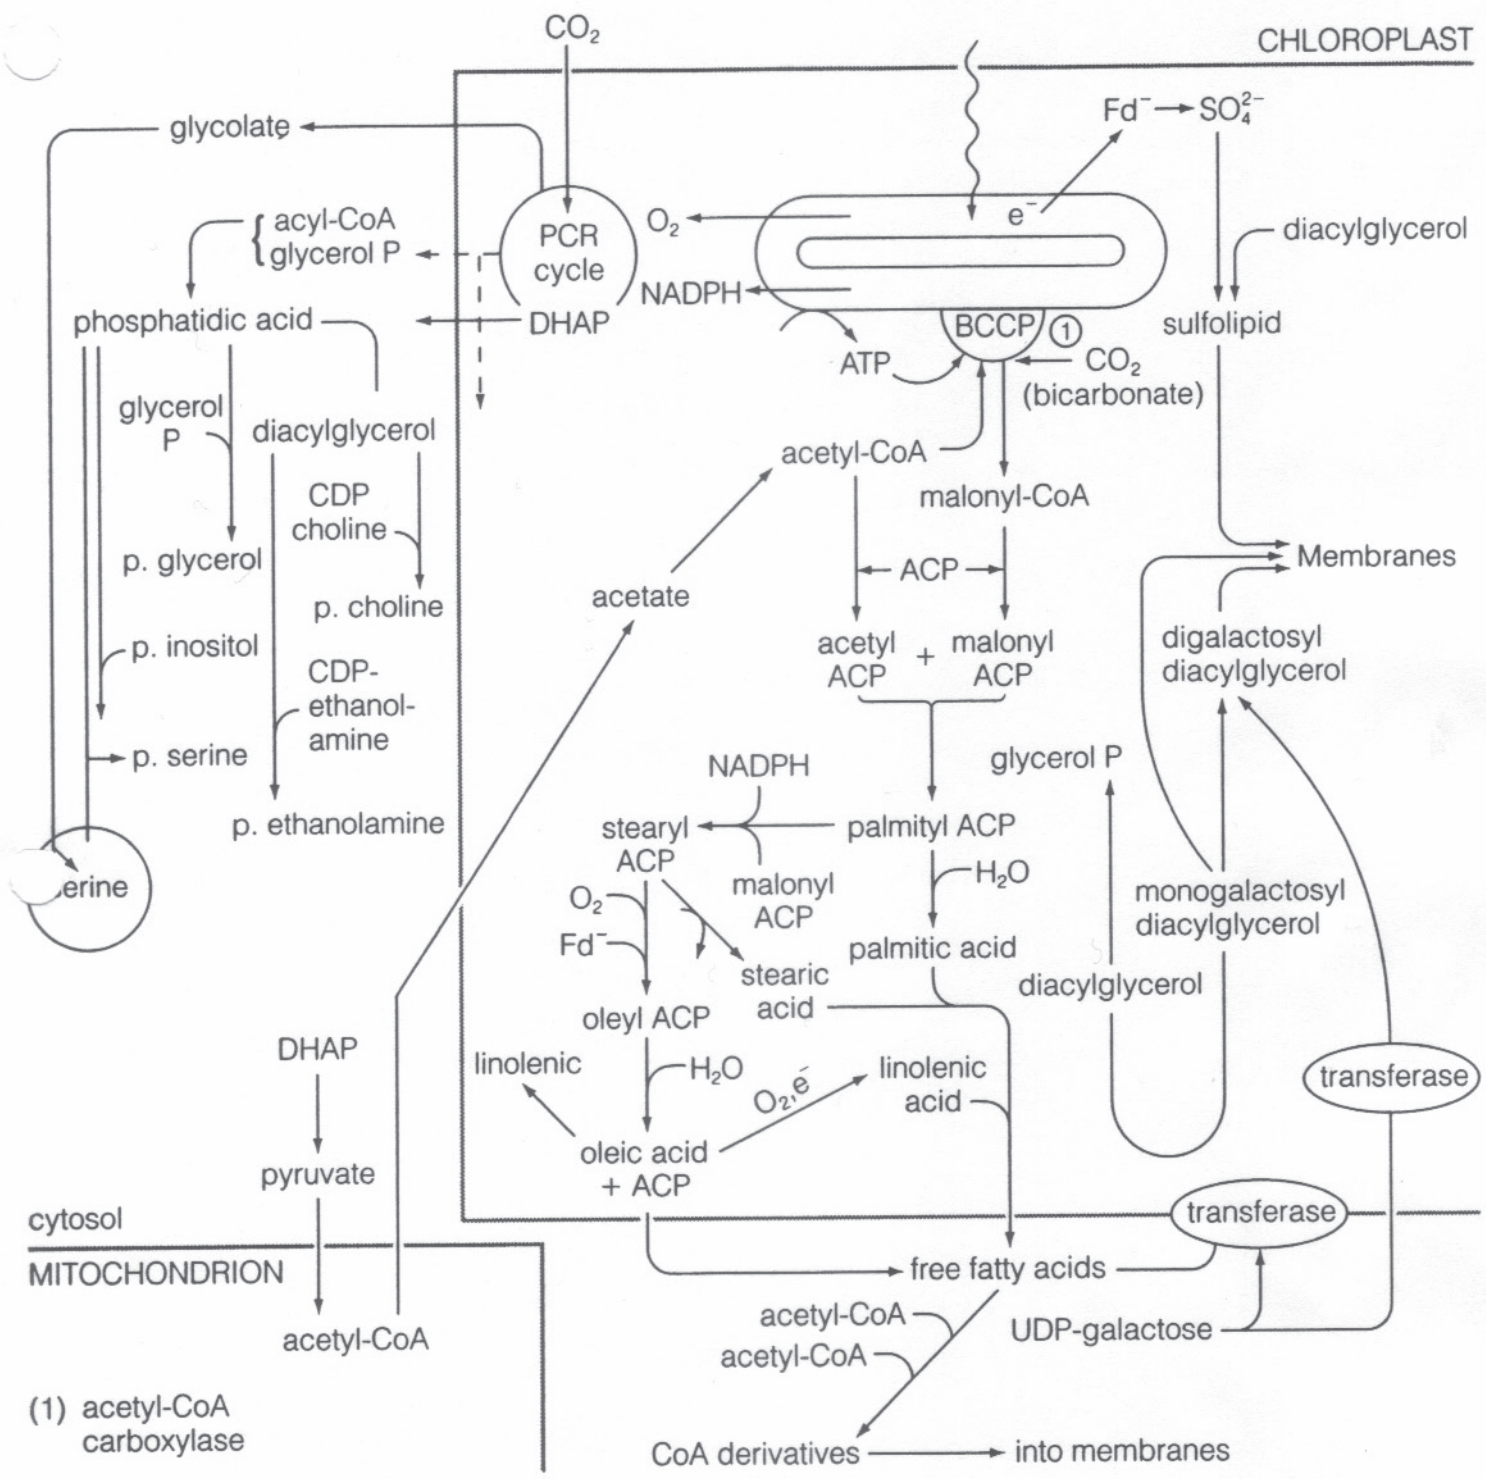 CO₂
CHLOROPLAST
Fd⁻ → SO₄²⁻
glycolate
e⁻
O₂
acyl-CoA
glycerol P
PCR
cycle
diacylglycerol
NADPH
phosphatidic acid
DHAP
BCCP
1
sulfolipid
ATP
CO₂
(bicarbonate)
glycerol
P
diacylglycerol
acetyl-CoA
malonyl-CoA
CDP
choline
p. glycerol
Membranes
ACP
acetate
p. choline
p. inositol
acetyl
ACP
+
malonyl
ACP
digalactosyl
diacylglycerol
CDP-
ethanol-
amine
p. serine
glycerol P
NADPH
p. ethanolamine
stearyl
ACP
palmityl ACP
malonyl
ACP
H₂O
monogalactosyl
diacylglycerol
O₂
Fd⁻
palmitic acid
stearic
acid
diacylglycerol
oleyl ACP
DHAP
linolenic
H₂O
O₂,e⁻
linolenic
acid
transferase
oleic acid
+ ACP
pyruvate
cytosol
transferase
MITOCHONDRION
free fatty acids
acetyl-CoA
acetyl-CoA
UDP-galactose
acetyl-CoA
(1) acetyl-CoA
carboxylase
CoA derivatives
into membranes